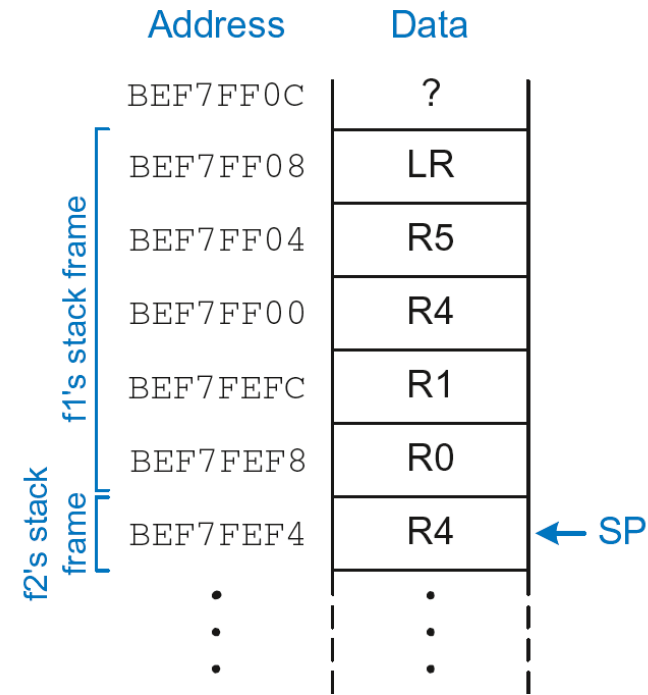 Address Data
BEF7FF0C ?
BEF7FF08 LR
BEF7FF04 R5
BEF7FF00 R4
BEF7FEFC R1
BEF7FEF8 R0
BEF7FEF4 R4 SP
f1's stack frame
f2's stack
frame